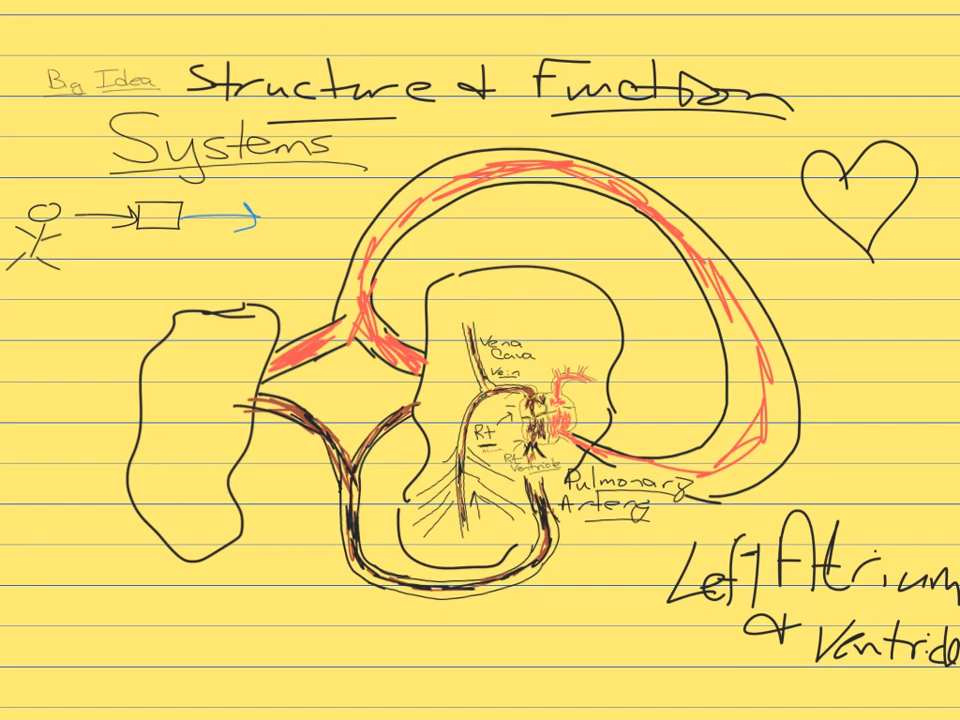 Big Idea Structure & Function
Systems
Vena
Cava
Vein
Rt
Rt
Ventricle
Pulmonary
Artery
Left Atrium
& Ventricle